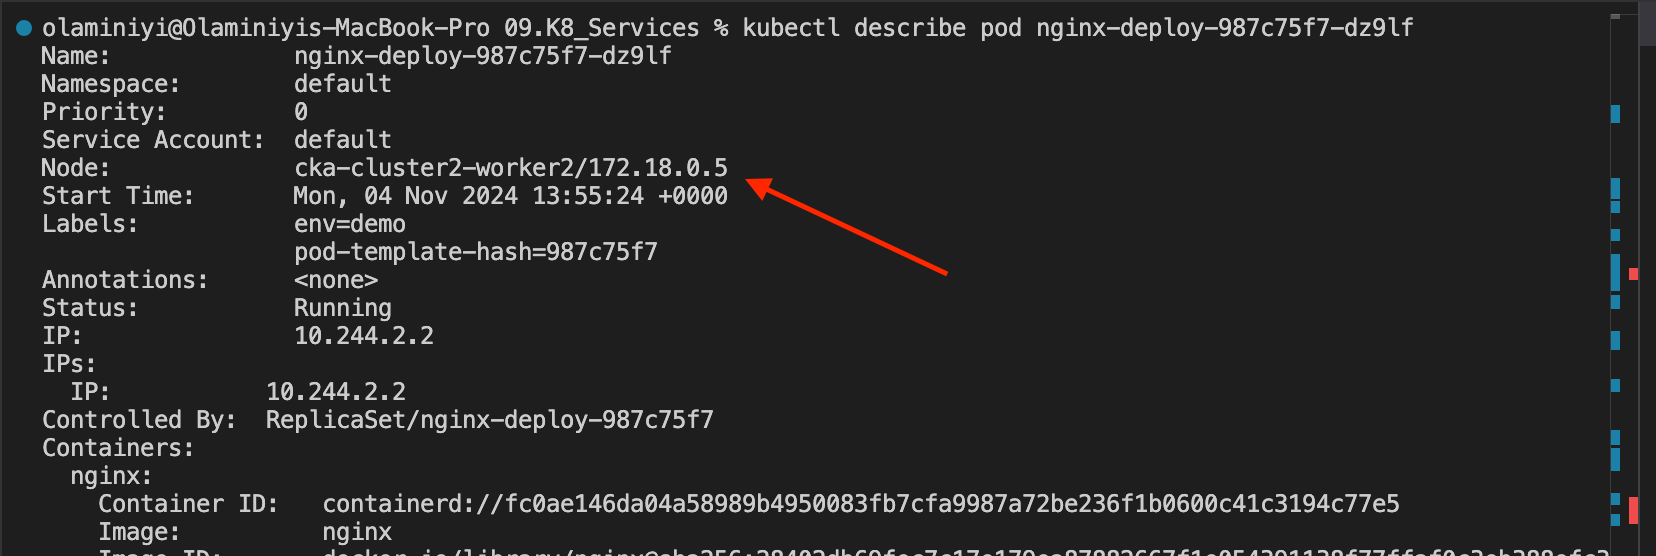 olaminiyi@Olaminiyis-MacBook-Pro 09.K8_Services % kubectl describe pod nginx-deploy-987c75f7-dz9lf
Name:             nginx-deploy-987c75f7-dz9lf
Namespace:        default
Priority:         0
Service Account:  default
Node:             cka-cluster2-worker2/172.18.0.5
Start Time:       Mon, 04 Nov 2024 13:55:24 +0000
Labels:           env=demo
                  pod-template-hash=987c75f7
Annotations:      <none>
Status:           Running
IP:               10.244.2.2
IPs:
  IP:           10.244.2.2
Controlled By:  ReplicaSet/nginx-deploy-987c75f7
Containers:
  nginx:
    Container ID:   containerd://fc0ae146da04a58989b4950083fb7cfa9987a72be236f1b0600c41c3194c77e5
    Image:          nginx
    Image ID: